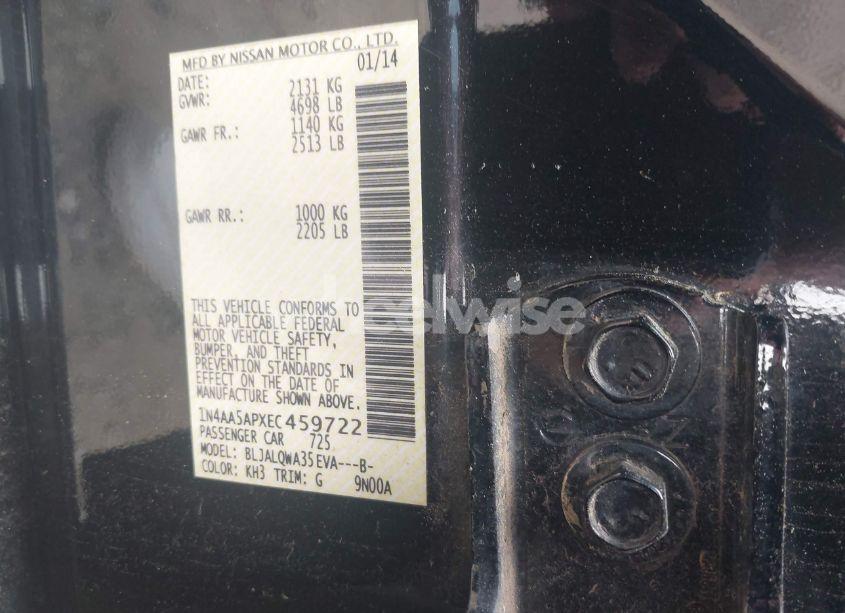 MFD BY NISSAN MOTOR CO., LTD.
DATE: 01/14
GVWR: 2131 KG
4698 LB
GAWR FR.: 1140 KG
2513 LB
GAWR RR.: 1000 KG
2205 LB
THIS VEHICLE CONFORMS TO
ALL APPLICABLE FEDERAL
MOTOR VEHICLE SAFETY,
BUMPER, AND THEFT
PREVENTION STANDARDS IN
EFFECT ON THE DATE OF
MANUFACTURE SHOWN ABOVE.
1N4AA5APXEC459722
PASSENGER CAR 725
MODEL: BLJALQWA35EVA---B-
COLOR: KH3 TRIM: G 9N00A
eelwise